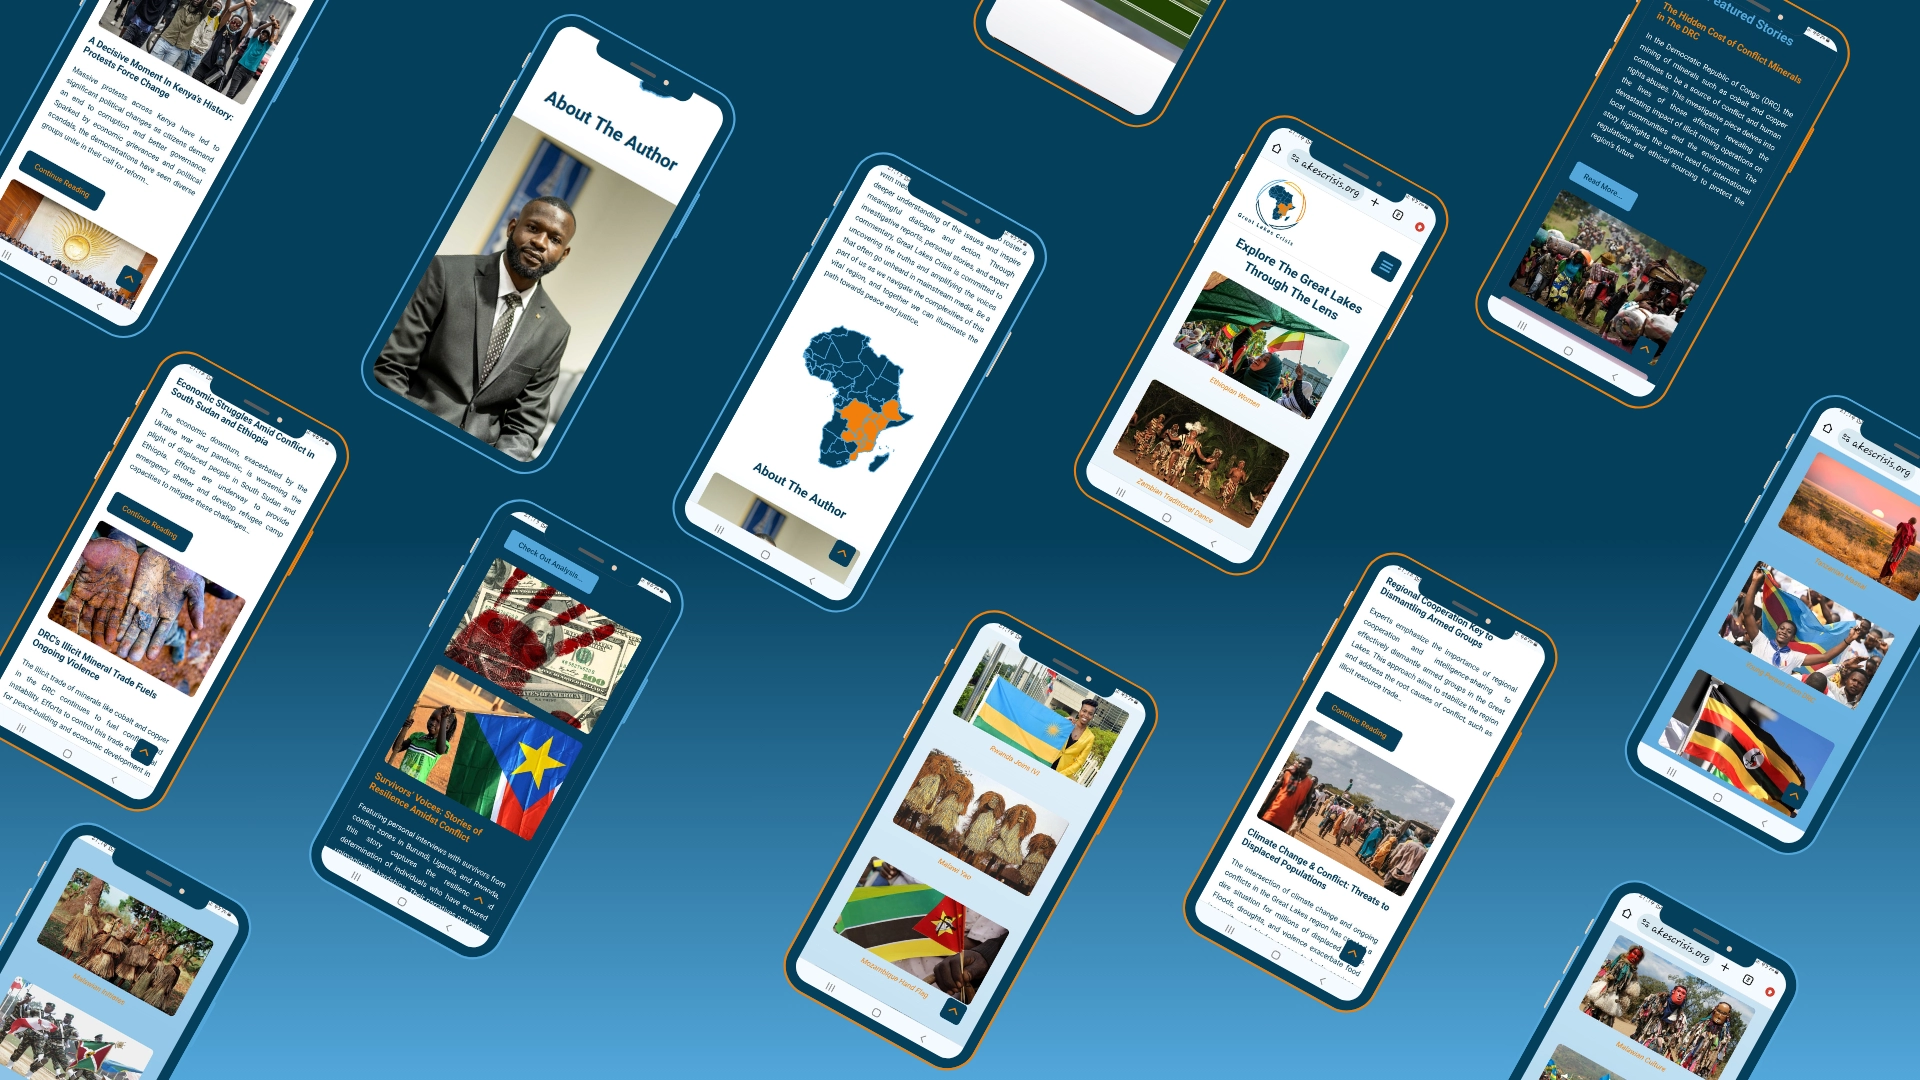 A Decisive Moment In Kenya's History:
Protests Force Change
Massive protests across Kenya have led to
significant political changes as citizens demand
an end to corruption and better governance.
Sparked by economic grievances and political
scandals, the demonstrations have seen diverse
groups unite in their call for reform...
Continue Reading
About The Author
deeper understanding of the issues and inspire
meaningful dialogue and action. Through
investigative reports, personal stories, and expert
commentary, Great Lakes Crisis is committed to
uncovering the truths and amplifying the voices
that often go unheard in mainstream media. Be a
part of us as we navigate the complexities of this
vital region, and together we can illuminate the
path towards peace and justice.
About The Author
akescrisis.org
Great Lakes Crisis
Explore The Great Lakes
Through The Lens
Ethiopian Women
Zambian Traditional Dance
Featured Stories
The Hidden Cost of Conflict Minerals
in The DRC
In the Democratic Republic of Congo (DRC), the
mining of minerals such as cobalt and copper
continues to be a source of conflict and human
rights abuses. This investigative piece delves into
the lives of those affected, revealing the
devastating impact of illicit mining operations on
local communities and the environment. The
story highlights the urgent need for international
regulations and ethical sourcing to protect the
region's future
Read More...
Economic Struggles Amid Conflict in
South Sudan and Ethiopia
The economic downturn, exacerbated by the
Ukraine war and pandemic, is worsening the
plight of displaced people in South Sudan and
Ethiopia. Efforts are underway to provide
emergency shelter and develop refugee camp
capacities to mitigate these challenges...
Continue Reading
DRC's Illicit Mineral Trade Fuels
Ongoing Violence
The illicit trade of minerals like cobalt and copper
in the DRC continues to fuel
instability. Efforts to control this trade
for peace-building and economic development in
Check Out Analysis...
100
Survivors' Voices: Stories of
Resilience Amidst Conflict
Featuring personal interviews with survivors from
conflict zones in Burundi, Uganda, and Rwanda,
this story captures the
determination of individuals who have endured
Rwanda Joins IVI
Malawi Yao
Mozambique Hand Flag
Regional Cooperation Key to
Dismantling Armed Groups
Experts emphasize the importance of regional
cooperation and intelligence-sharing to
effectively dismantle armed groups in the Great
Lakes. This approach aims to stabilize the region
and address the root causes of conflict, such as
illicit resource trade...
Continue Reading
Climate Change & Conflict: Threats to
Displaced Populations
The intersection of climate change and ongoing
conflicts in the Great Lakes region has
dire situation for millions of displaced
Floods, droughts, and violence exacerbate food
akescrisis.org
akescrisis.org
Malawian Culture